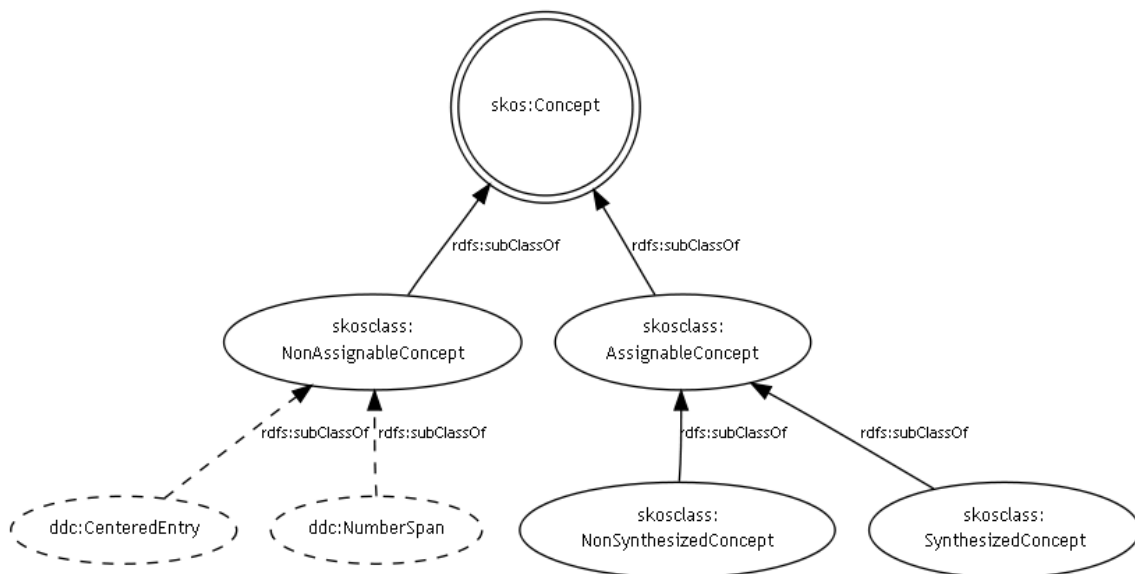 skos:Concept
rdfs:subClassOf
rdfs:subClassOf
skosclass:
NonAssignableConcept
skosclass:
AssignableConcept
rdfs:subClassOf
rdfs:subClassOf
rdfs:subClassOf
rdfs:subClassOf
ddc:CenteredEntry
ddc:NumberSpan
skosclass:
NonSynthesizedConcept
skosclass:
SynthesizedConcept